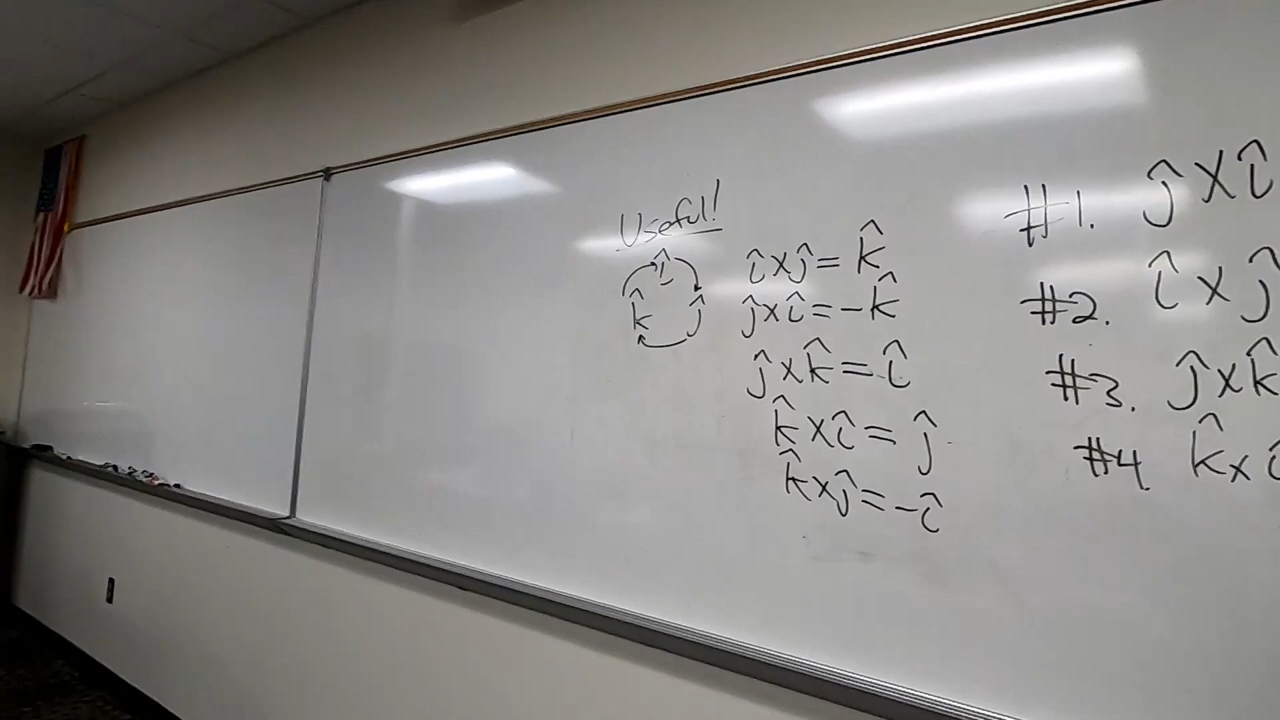 Useful!
î
k̂ ĵ
î×ĵ= k̂
ĵ×î=-k̂
ĵ×k̂=î
k̂×î=ĵ
k̂×ĵ=-î
#1. ĵ×î
#2. î×ĵ
#3. ĵ×k̂
#4. k̂×î